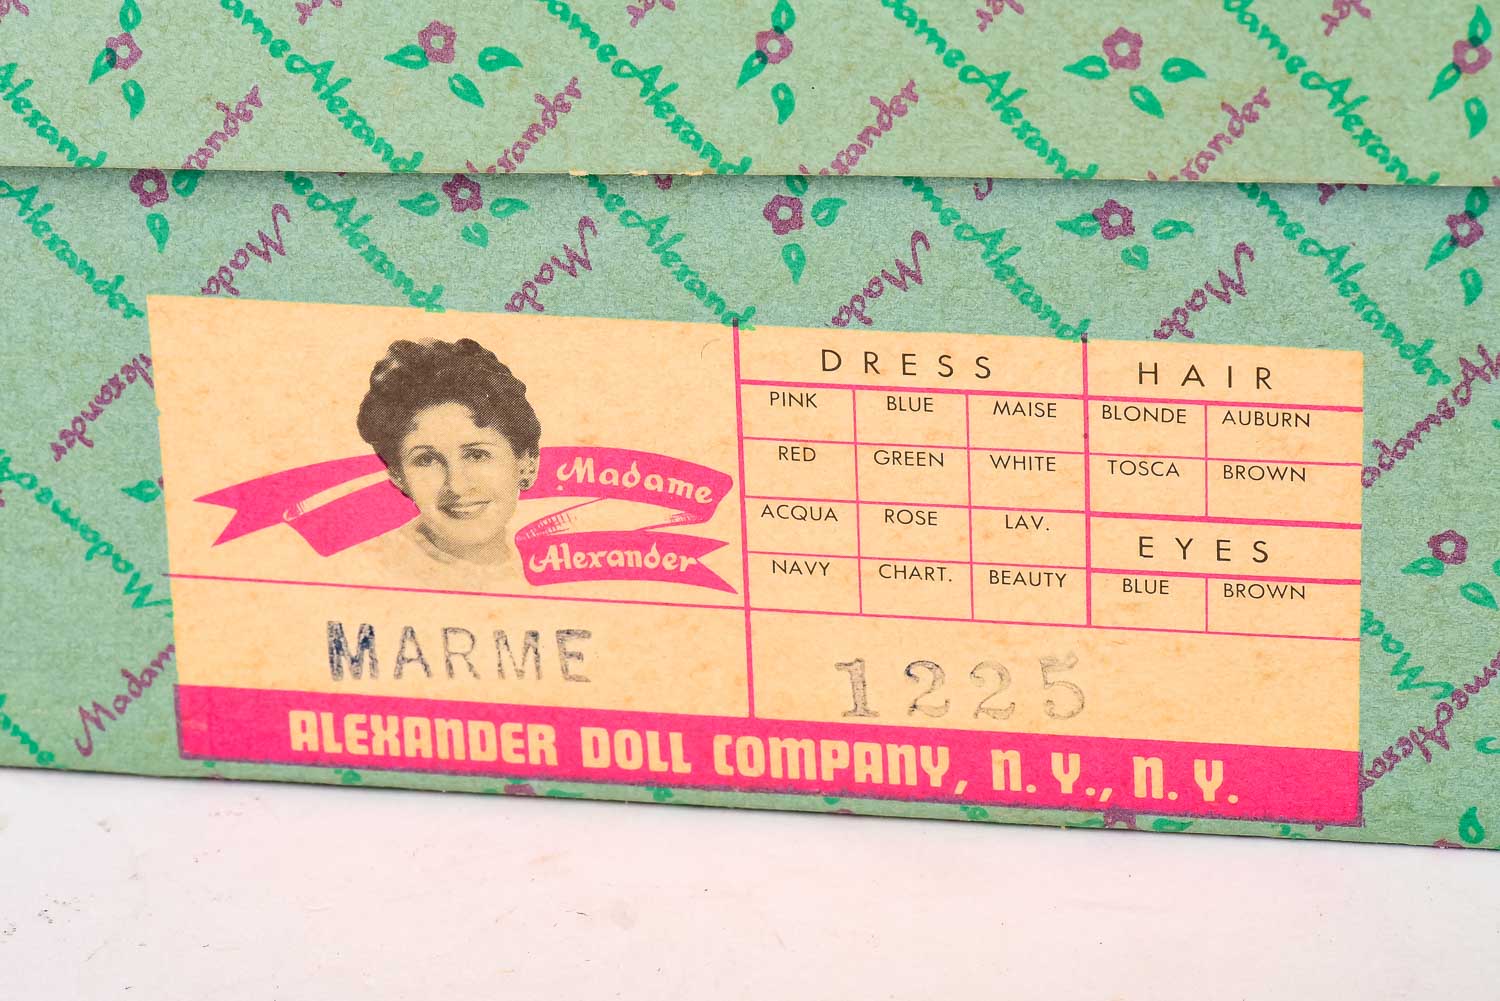 Madame
Alexander
DRESS
PINK BLUE MAISE
RED GREEN WHITE
ACQUA ROSE LAV.
NAVY CHART. BEAUTY
HAIR
BLONDE AUBURN
TOSCA BROWN
EYES
BLUE BROWN
MARME
1225
ALEXANDER DOLL COMPANY, N. Y., N. Y.